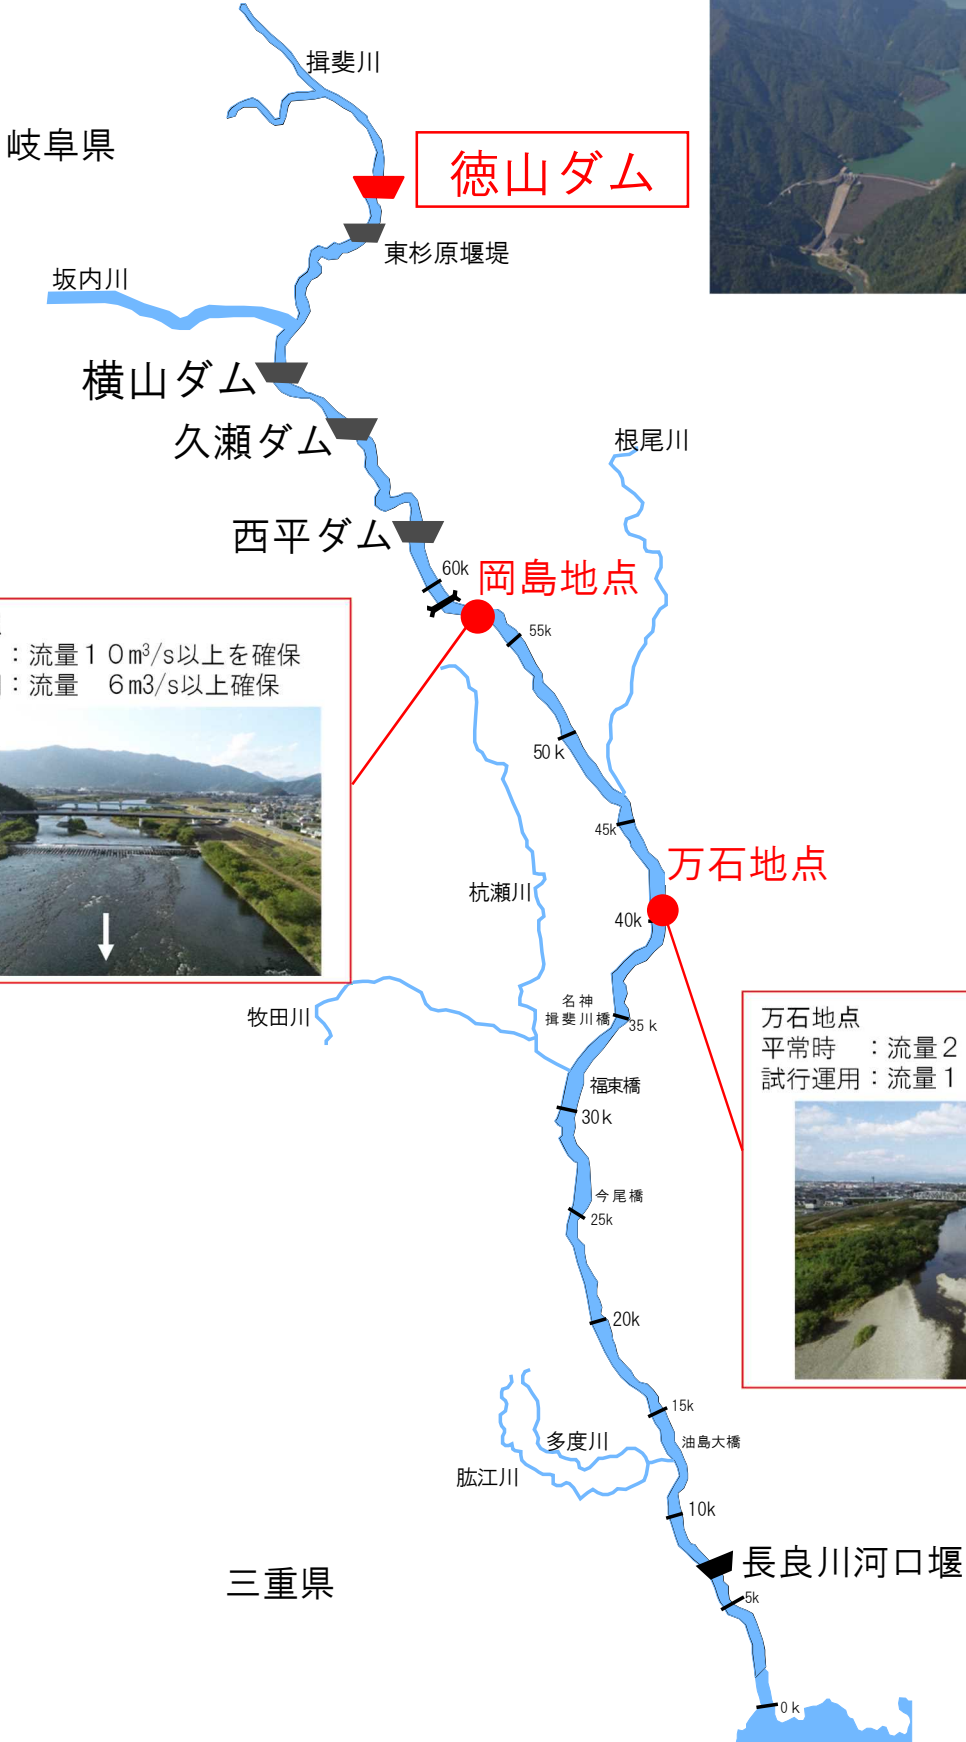 揖斐川
岐阜県
徳山ダム
東杉原堰堤
坂内川
横山ダム
久瀬ダム
根尾川
西平ダム
60k
岡島地点
55k
：流量１０m³/s以上を確保
：流量　６m3/s以上確保
50k
45k
万石地点
杭瀬川
40k
牧田川
名神
揖斐川橋
35k
万石地点
平常時　：流量２
試行運用：流量１
福束橋
30k
今尾橋
25k
20k
15k
多度川
油島大橋
肱江川
10k
長良川河口堰
三重県
5k
0k